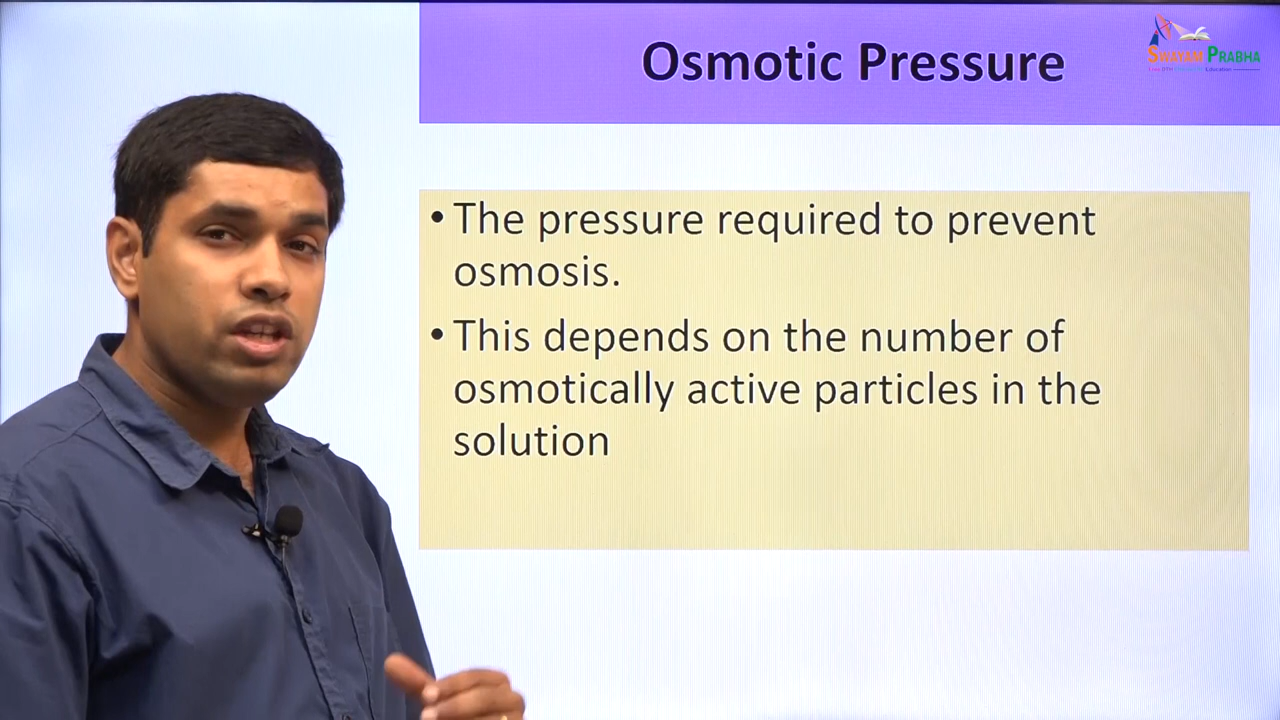 Osmotic Pressure
SWAYAM PRABHA
• The pressure required to prevent
osmosis.
• This depends on the number of
osmotically active particles in the
solution